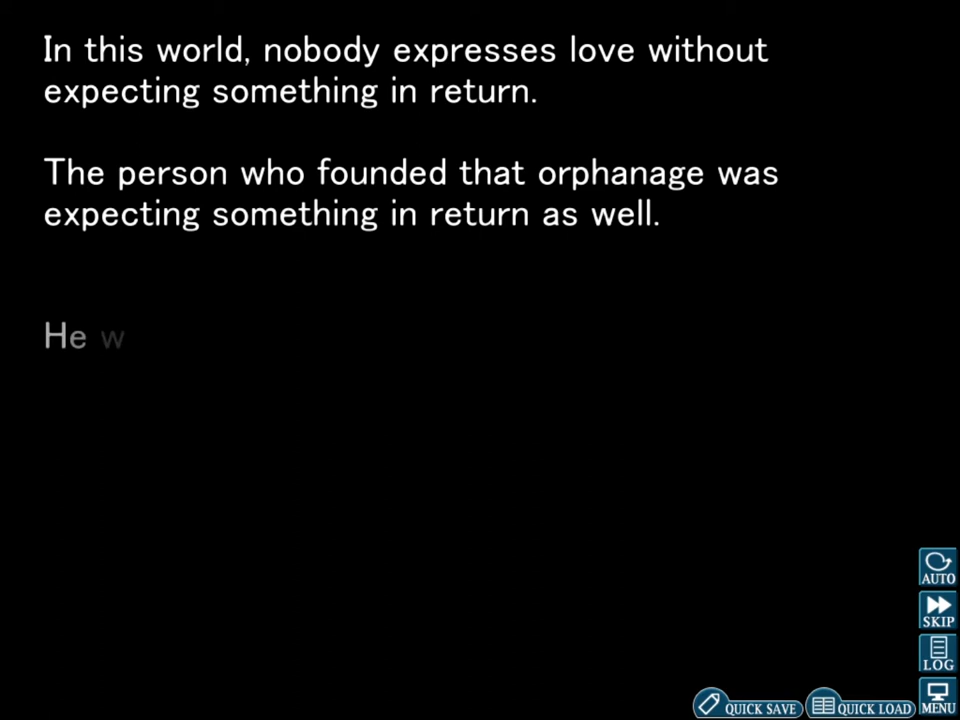 In this world, nobody expresses love without
expecting something in return.
The person who founded that orphanage was
expecting something in return as well.
He w
AUTO
SKIP
LOG
MENU
QUICK SAVE
QUICK LOAD